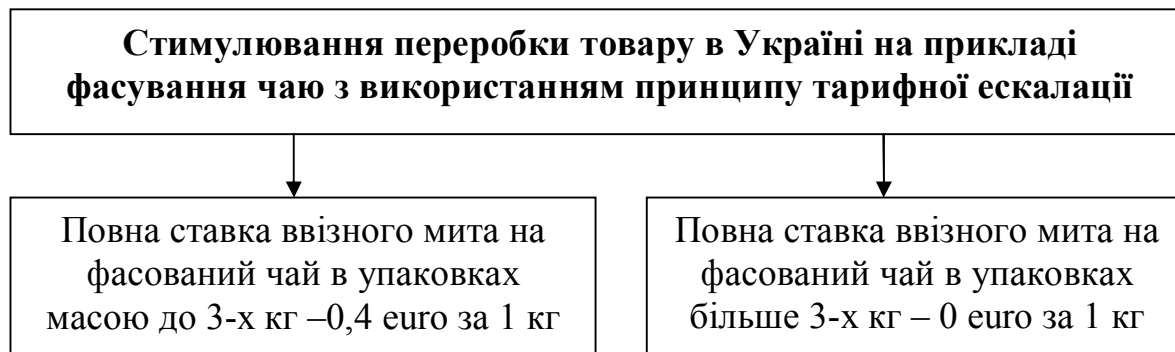 Стимулювання переробки товару в Україні на прикладі
фасування чаю з використанням принципу тарифної ескалації
Повна ставка ввізного мита на
фасований чай в упаковках
масою до 3-х кг –0,4 euro за 1 кг
Повна ставка ввізного мита на
фасований чай в упаковках
більше 3-х кг – 0 euro за 1 кг